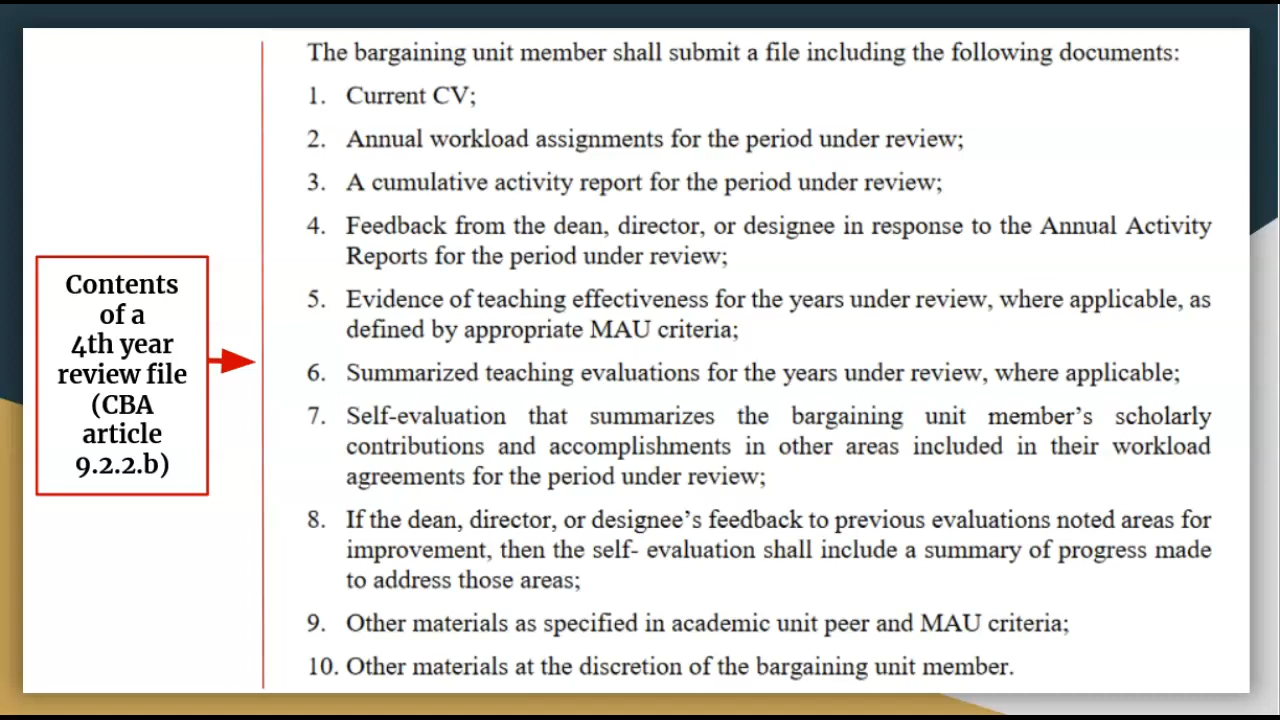 Contents
of a
4th year
review file
(CBA
article
9.2.2.b)
The bargaining unit member shall submit a file including the following documents:
1. Current CV;
2. Annual workload assignments for the period under review;
3. A cumulative activity report for the period under review;
4. Feedback from the dean, director, or designee in response to the Annual Activity
Reports for the period under review;
5. Evidence of teaching effectiveness for the years under review, where applicable, as
defined by appropriate MAU criteria;
6. Summarized teaching evaluations for the years under review, where applicable;
7. Self-evaluation that summarizes the bargaining unit member's scholarly
contributions and accomplishments in other areas included in their workload
agreements for the period under review;
8. If the dean, director, or designee's feedback to previous evaluations noted areas for
improvement, then the self- evaluation shall include a summary of progress made
to address those areas;
9. Other materials as specified in academic unit peer and MAU criteria;
10. Other materials at the discretion of the bargaining unit member.